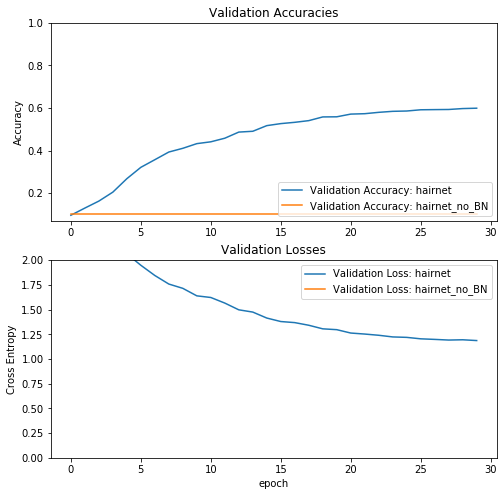 Validation Accuracies
1.0
0.8
0.6
0.4
0.2
Accuracy
Validation Accuracy: hairnet
Validation Accuracy: hairnet_no_BN
0 5 10 15 20 25 30
Validation Losses
2.00
1.75
1.50
1.25
1.00
0.75
0.50
0.25
0.00
Cross Entropy
Validation Loss: hairnet
Validation Loss: hairnet_no_BN
0 5 10 15 20 25 30
epoch